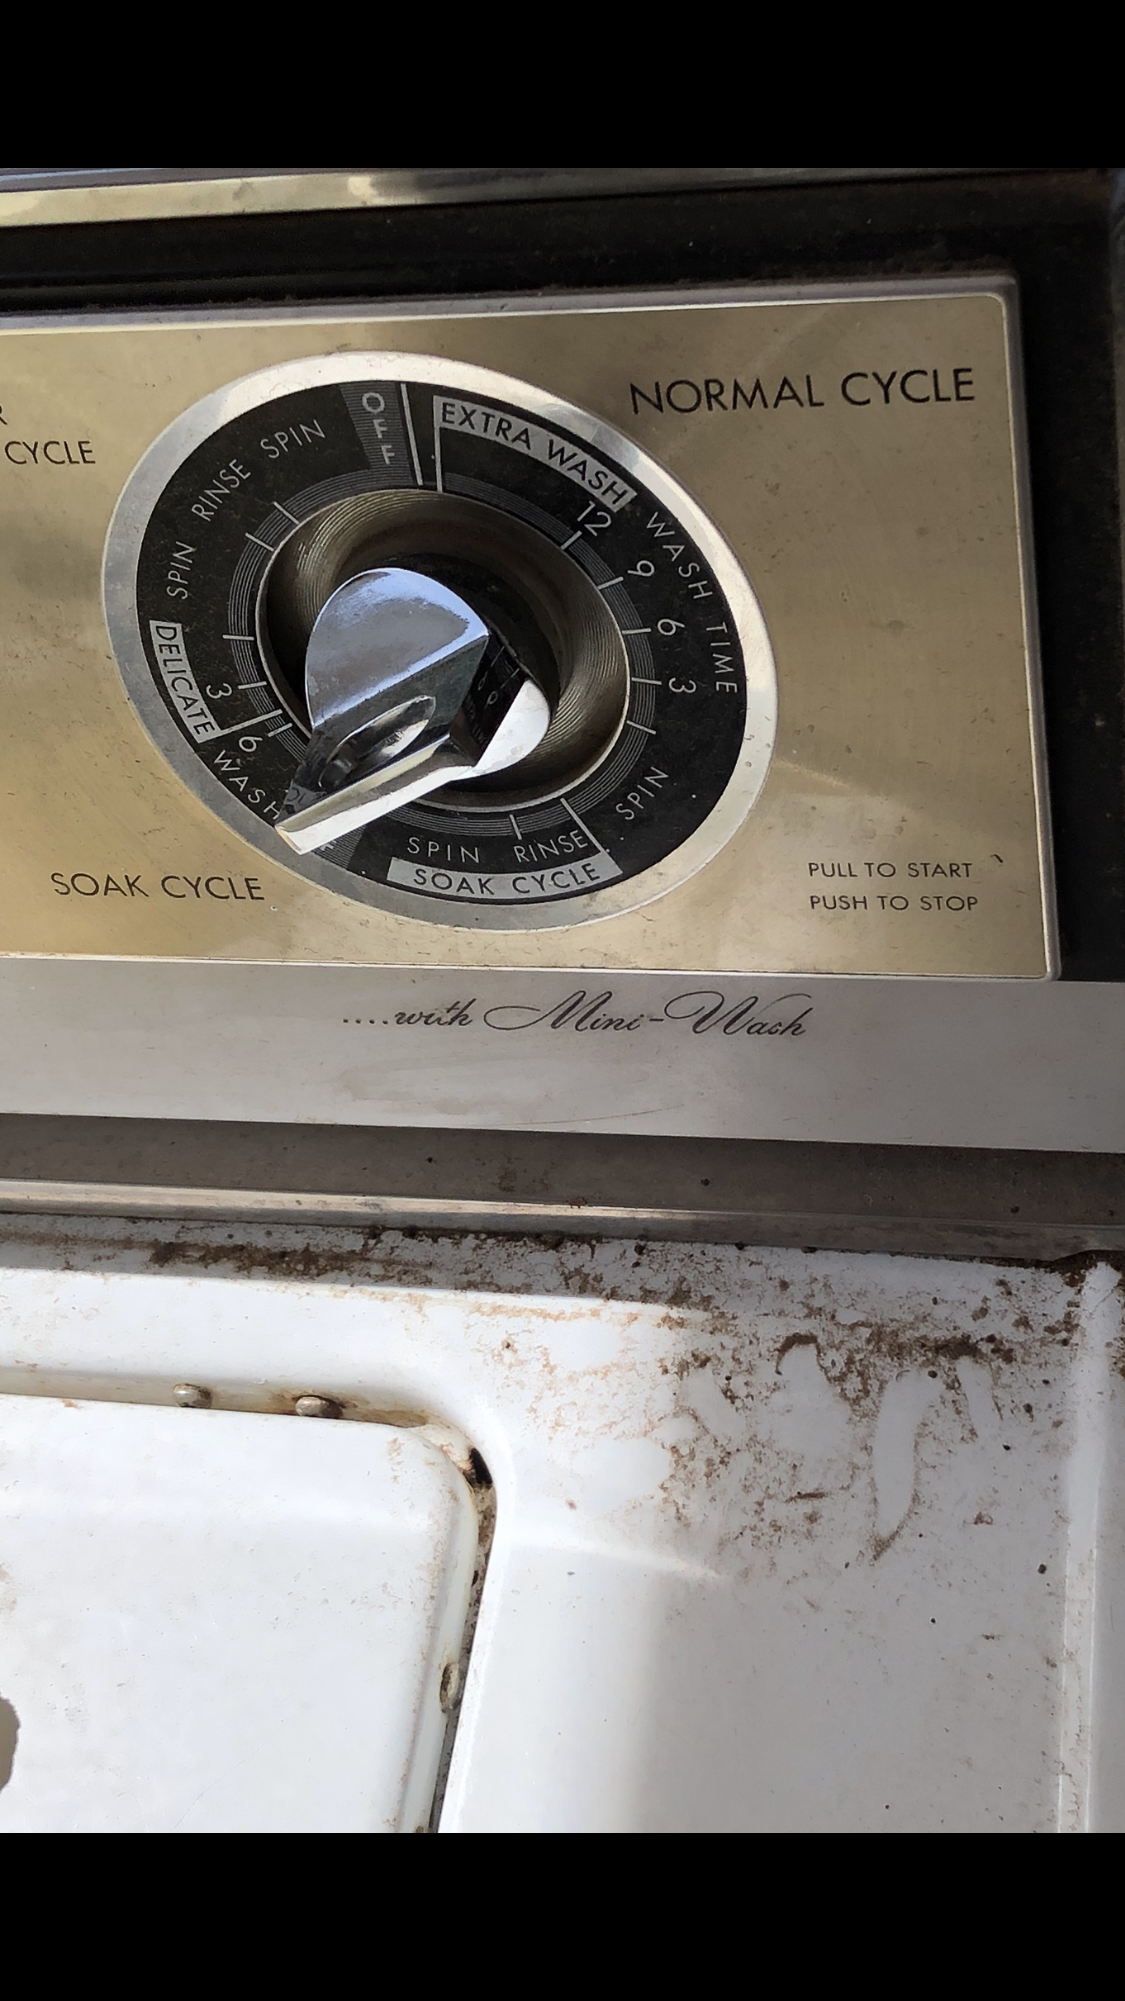 R
CYCLE
NORMAL CYCLE
OFF
EXTRA WASH
12
9
6
3
WASH TIME
SPIN
RINSE
SPIN
SOAK CYCLE
WASH
6
3
DELICATE
SPIN
RINSE
SPIN
SOAK CYCLE
PULL TO START
PUSH TO STOP
....with Mini-Wash